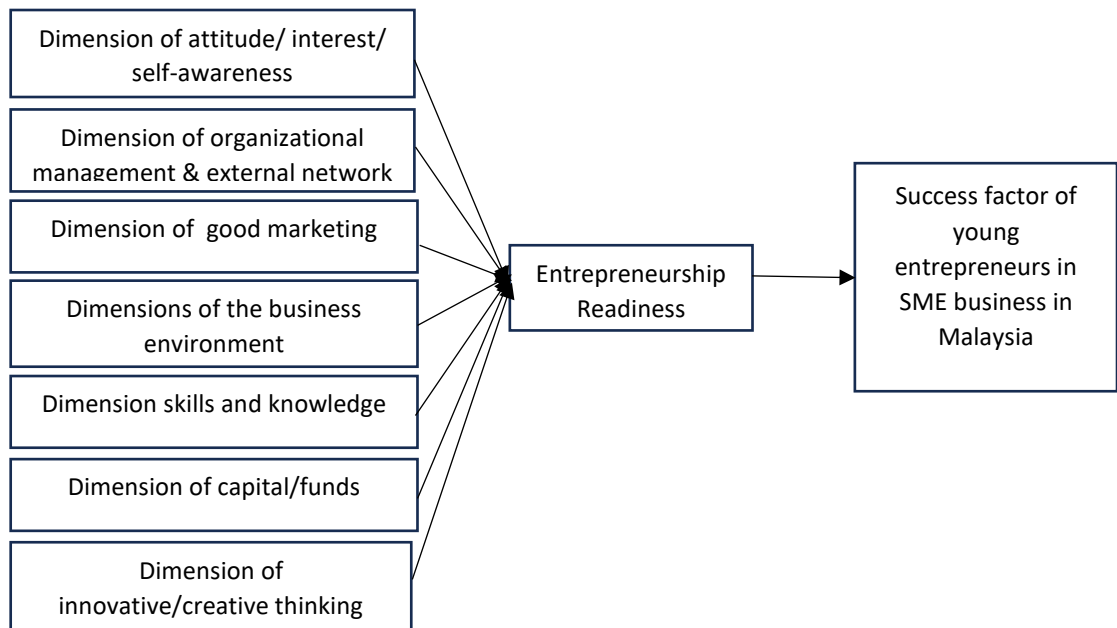 Dimension of attitude/ interest/
self-awareness
Dimension of organizational
management & external network
Dimension of good marketing
Dimensions of the business
environment
Dimension skills and knowledge
Dimension of capital/funds
Dimension of
innovative/creative thinking
Entrepreneurship
Readiness
Success factor of
young
entrepreneurs in
SME business in
Malaysia